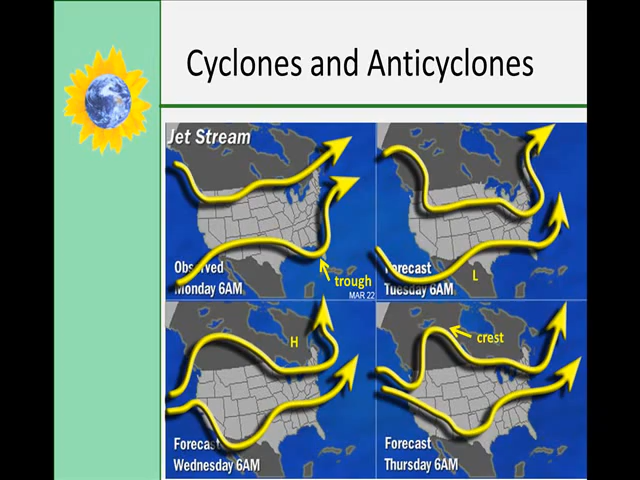 Cyclones and Anticyclones
Jet Stream
Observed
Monday 6AM
trough
MAR 22
Forecast
Tuesday 6AM
L
H
Forecast
Wednesday 6AM
crest
Forecast
Thursday 6AM